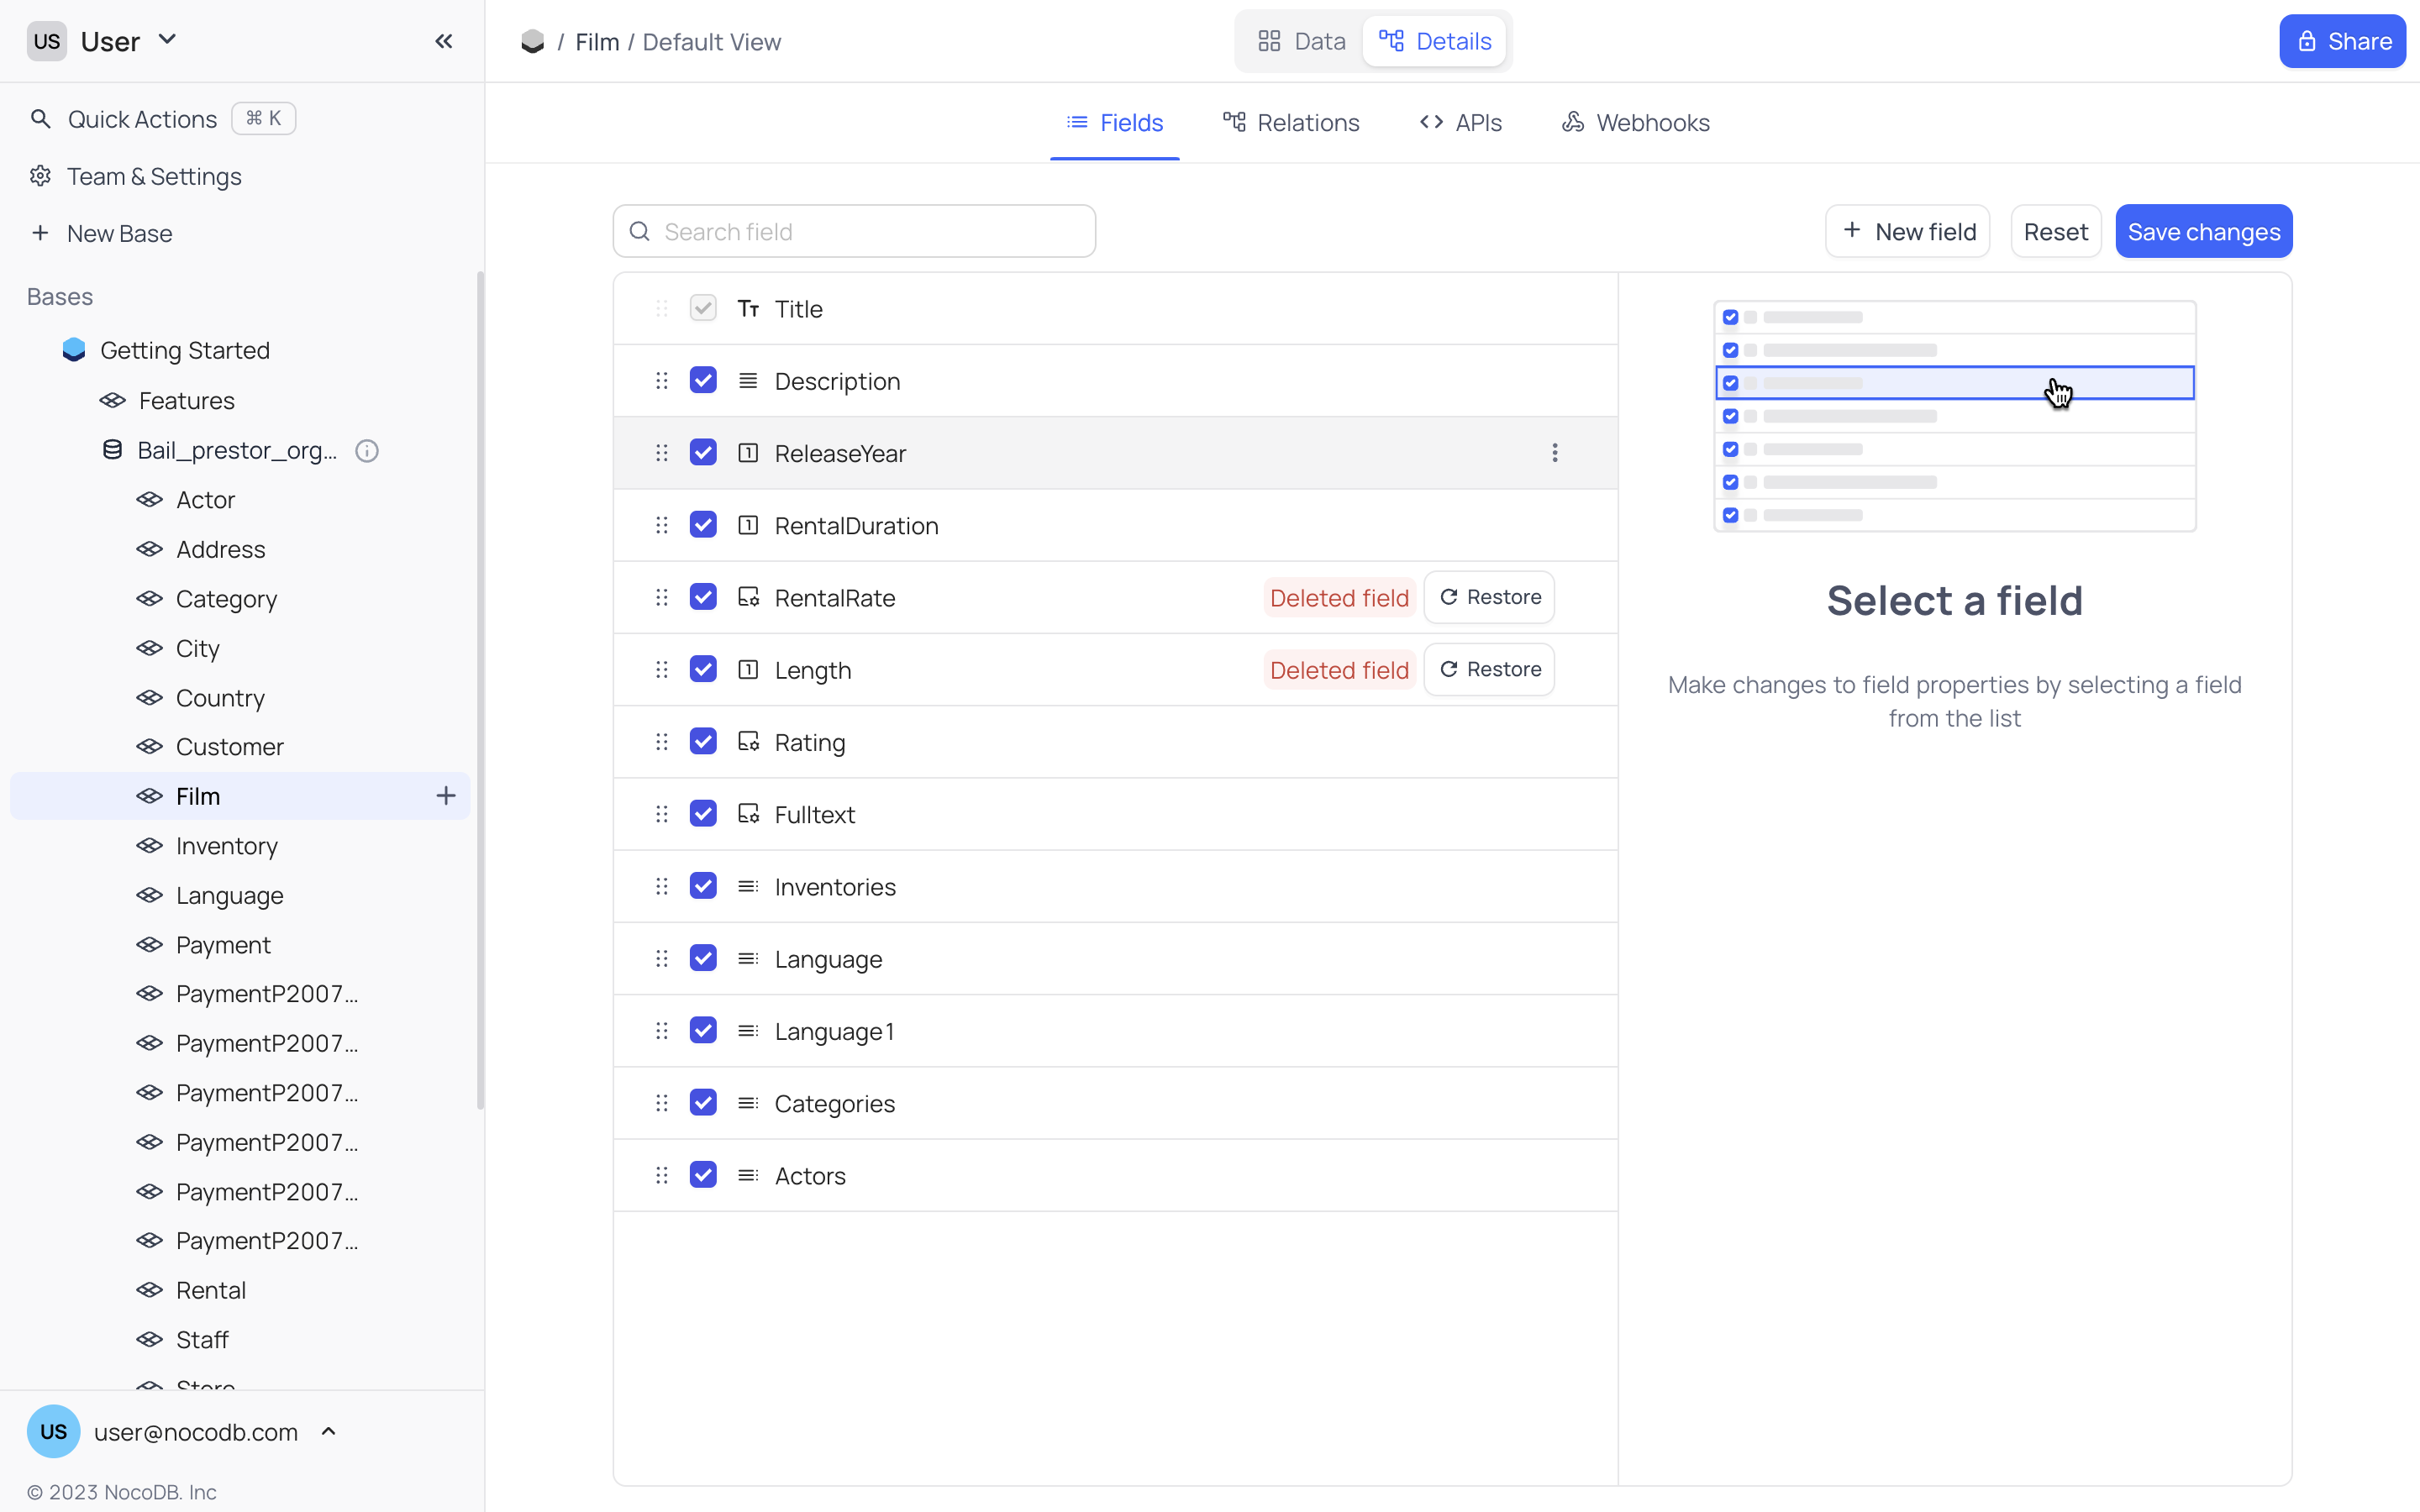 US User
Quick Actions ⌘ K
Team & Settings
New Base
Bases
Getting Started
Features
Bail_prestor_org...
Actor
Address
Category
City
Country
Customer
Film
Inventory
Language
Payment
PaymentP2007...
PaymentP2007...
PaymentP2007...
PaymentP2007...
PaymentP2007...
PaymentP2007...
Rental
Staff
Store
US user@nocodb.com
© 2023 NocoDB. Inc
/ Film / Default View
Data Details
Share
Fields Relations APIs Webhooks
Search field
New field Reset Save changes
Title
Description
ReleaseYear
RentalDuration
RentalRate Deleted field Restore
Length Deleted field Restore
Rating
Fulltext
Inventories
Language
Language1
Categories
Actors
Select a field
Make changes to field properties by selecting a field
from the list